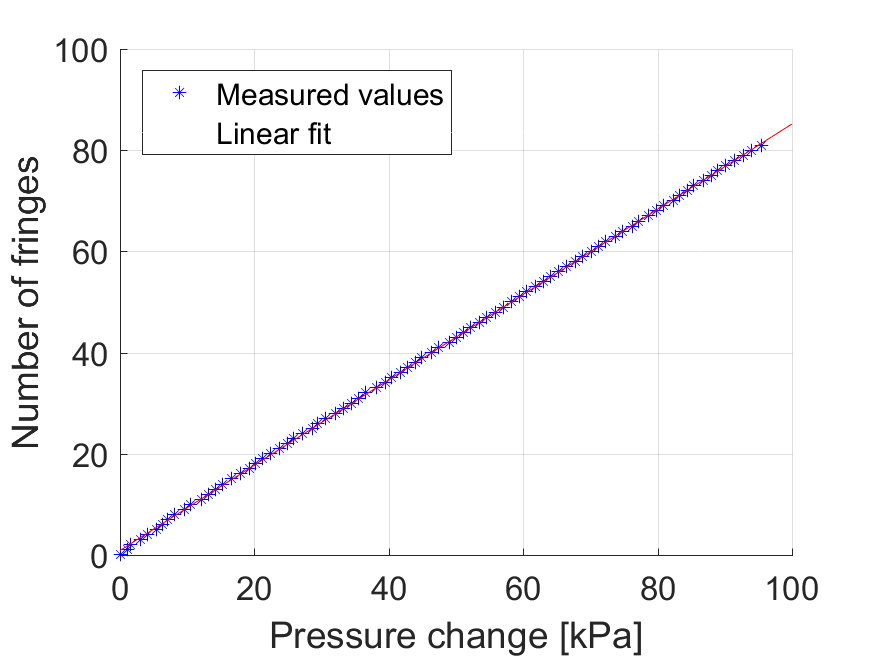 100
80
60
40
20
0
Number of fringes
Measured values
Linear fit
0 20 40 60 80 100
Pressure change [kPa]